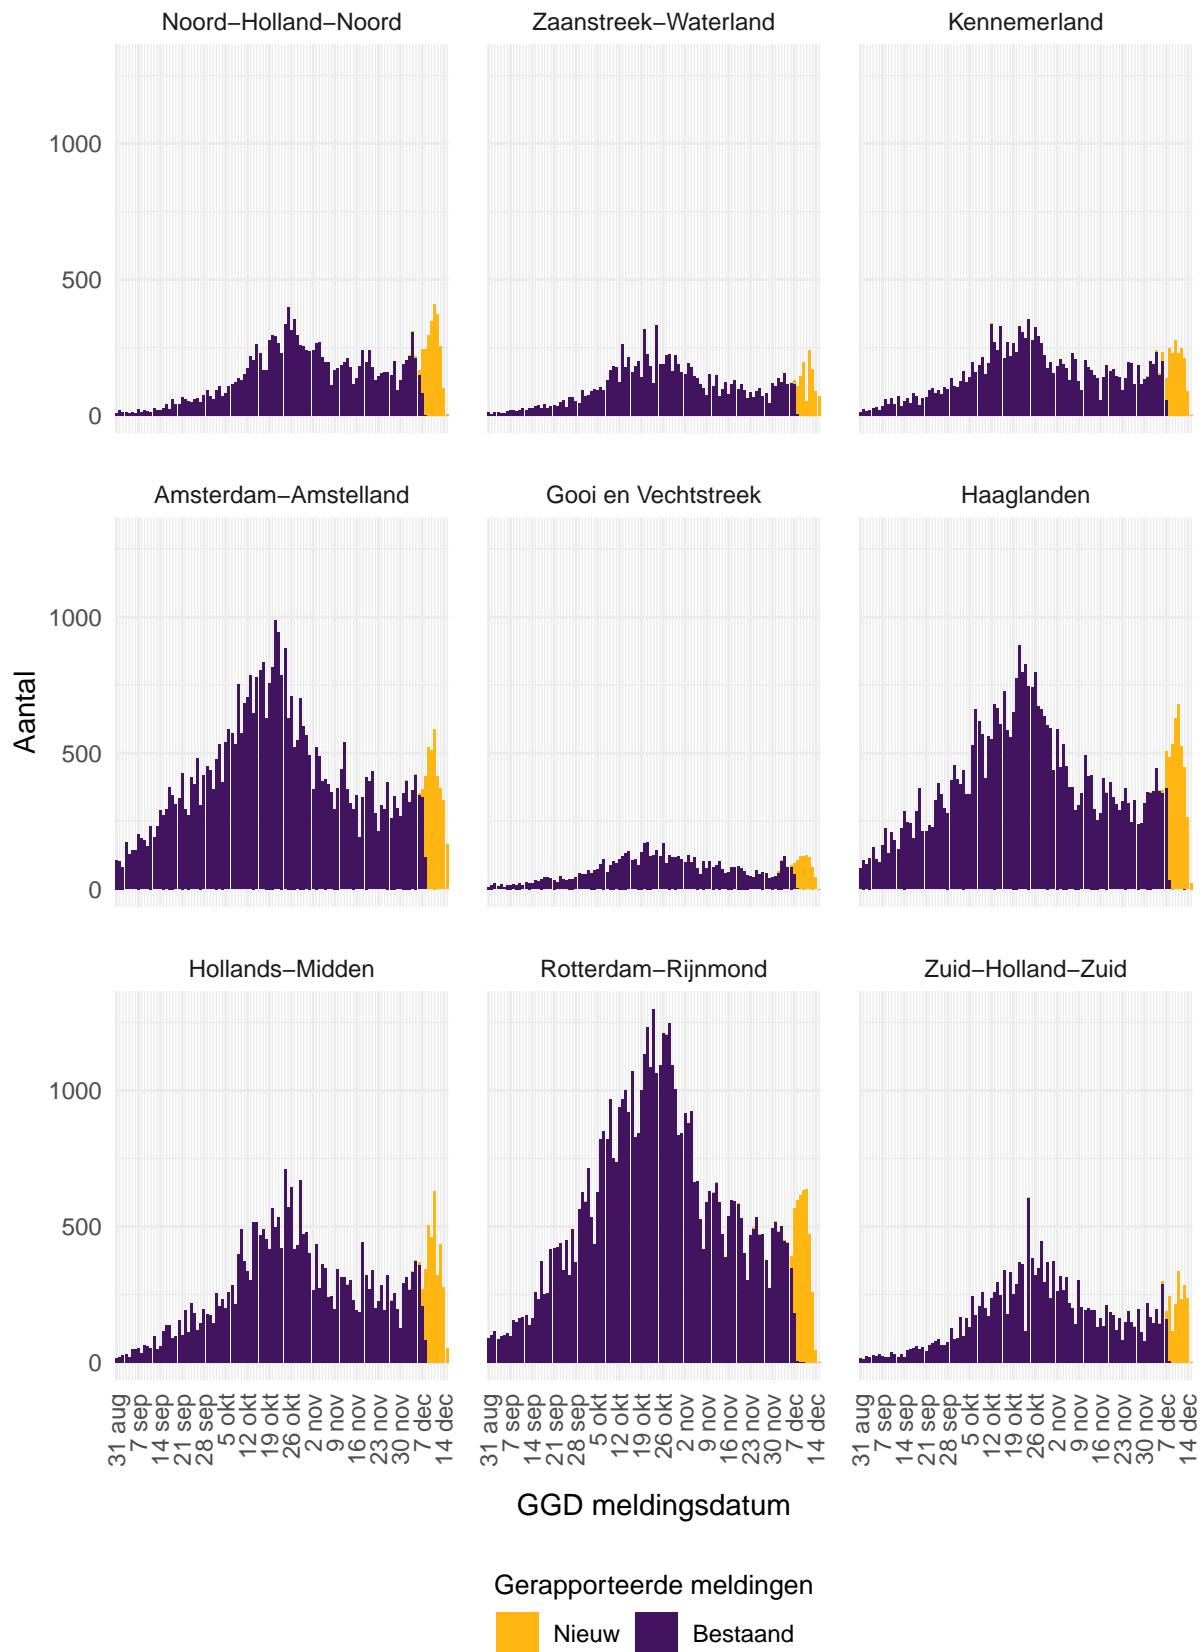 Noord−Holland−Noord
Zaanstreek−Waterland
Kennemerland
1000
500
0
Amsterdam−Amstelland
Gooi en Vechtstreek
Haaglanden
1000
500
0
Aantal
Hollands−Midden
Rotterdam−Rijnmond
Zuid−Holland−Zuid
1000
500
0
31 aug
7 sep
14 sep
21 sep
28 sep
5 okt
12 okt
19 okt
26 okt
2 nov
9 nov
16 nov
23 nov
30 nov
7 dec
14 dec
31 aug
7 sep
14 sep
21 sep
28 sep
5 okt
12 okt
19 okt
26 okt
2 nov
9 nov
16 nov
23 nov
30 nov
7 dec
14 dec
31 aug
7 sep
14 sep
21 sep
28 sep
5 okt
12 okt
19 okt
26 okt
2 nov
9 nov
16 nov
23 nov
30 nov
7 dec
14 dec
GGD meldingsdatum
Gerapporteerde meldingen
Nieuw
Bestaand